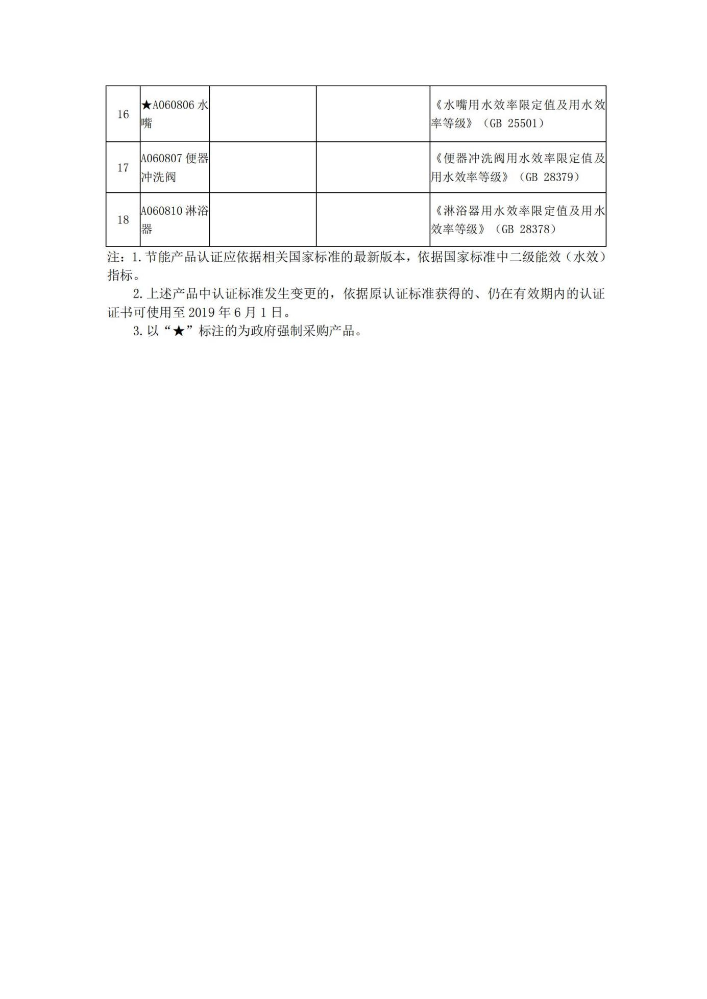 16
★A060806 水
嘴
《水嘴用水效率限定值及用水效
率等级》（GB 25501）
17
A060807 便器
冲洗阀
《便器冲洗阀用水效率限定值及
用水效率等级》（GB 28379）
18
A060810 淋浴
器
《淋浴器用水效率限定值及用水
效率等级》（GB 28378）
注：1. 节能产品认证应依据相关国家标准的最新版本，依据国家标准中二级能效（水效）
指标。
2. 上述产品中认证标准发生变更的，依据原认证标准获得的、仍在有效期内的认证
证书可使用至 2019 年 6 月 1 日。
3. 以“★”标注的为政府强制采购产品。